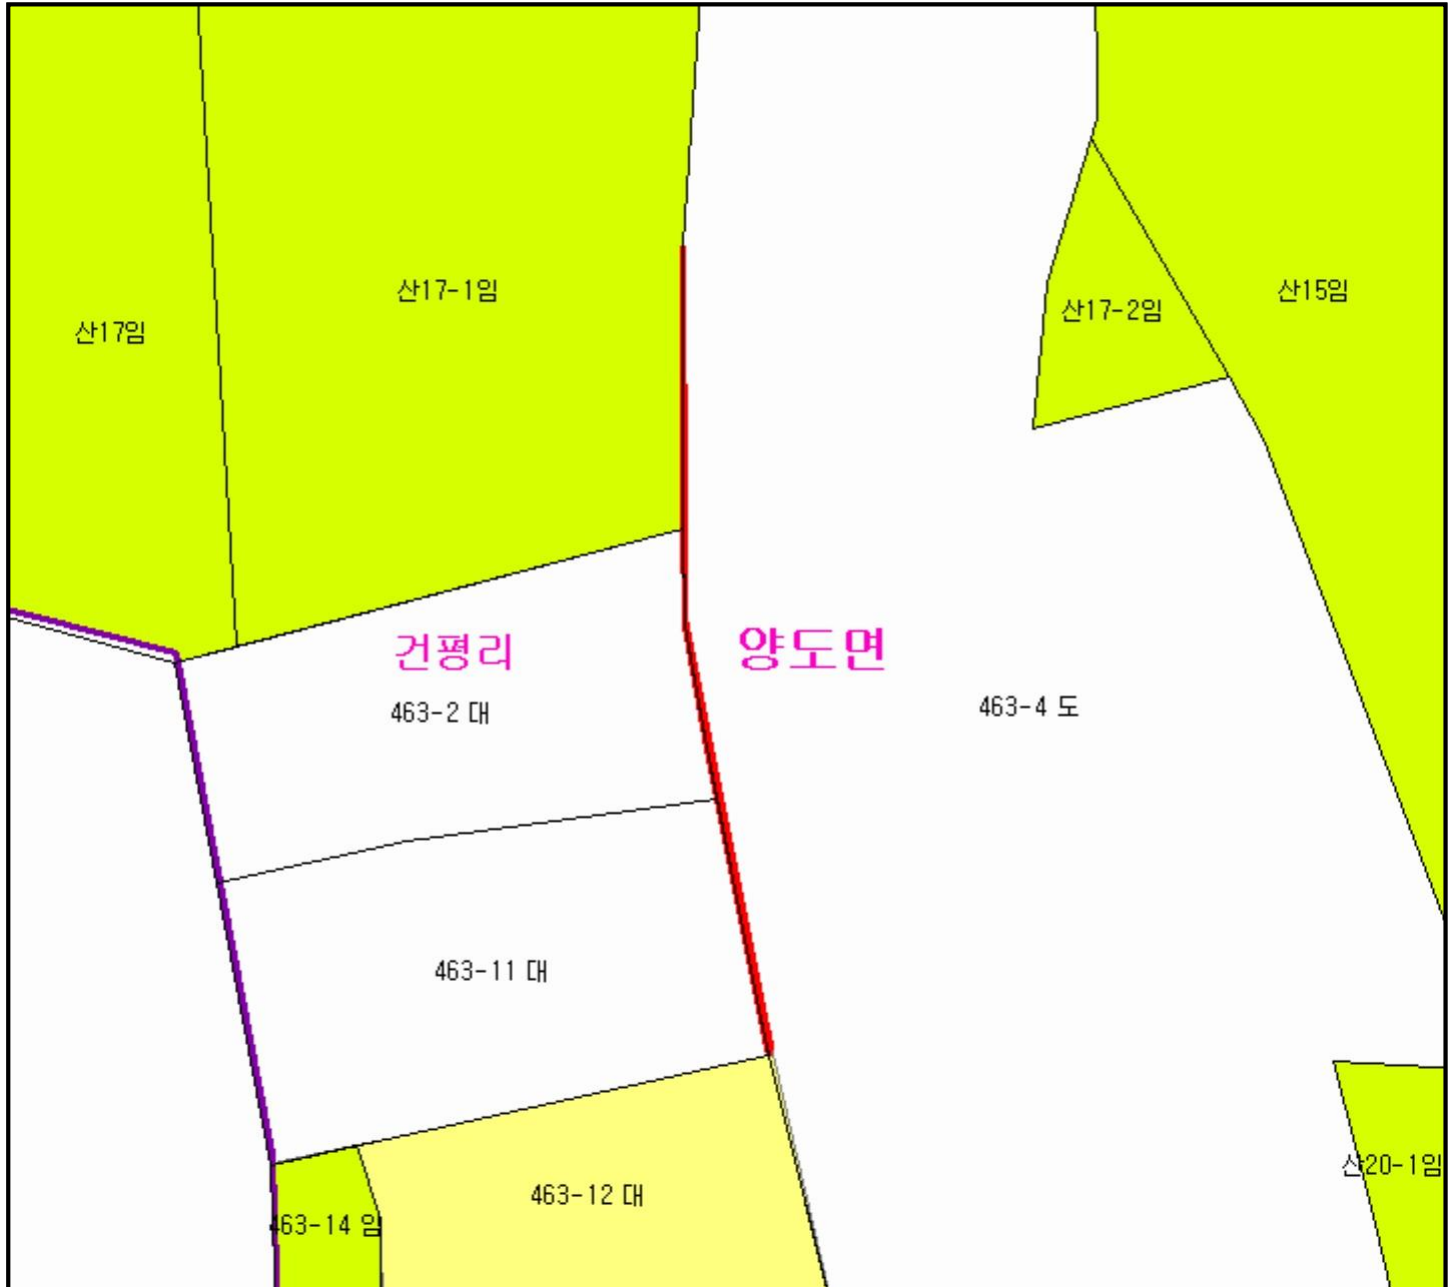 산17-1임
산15임
산17-2임
산17임
건평리
양도면
463-4 도
463-2 대
463-11 대
산20-1임
463-12 대
463-14 임